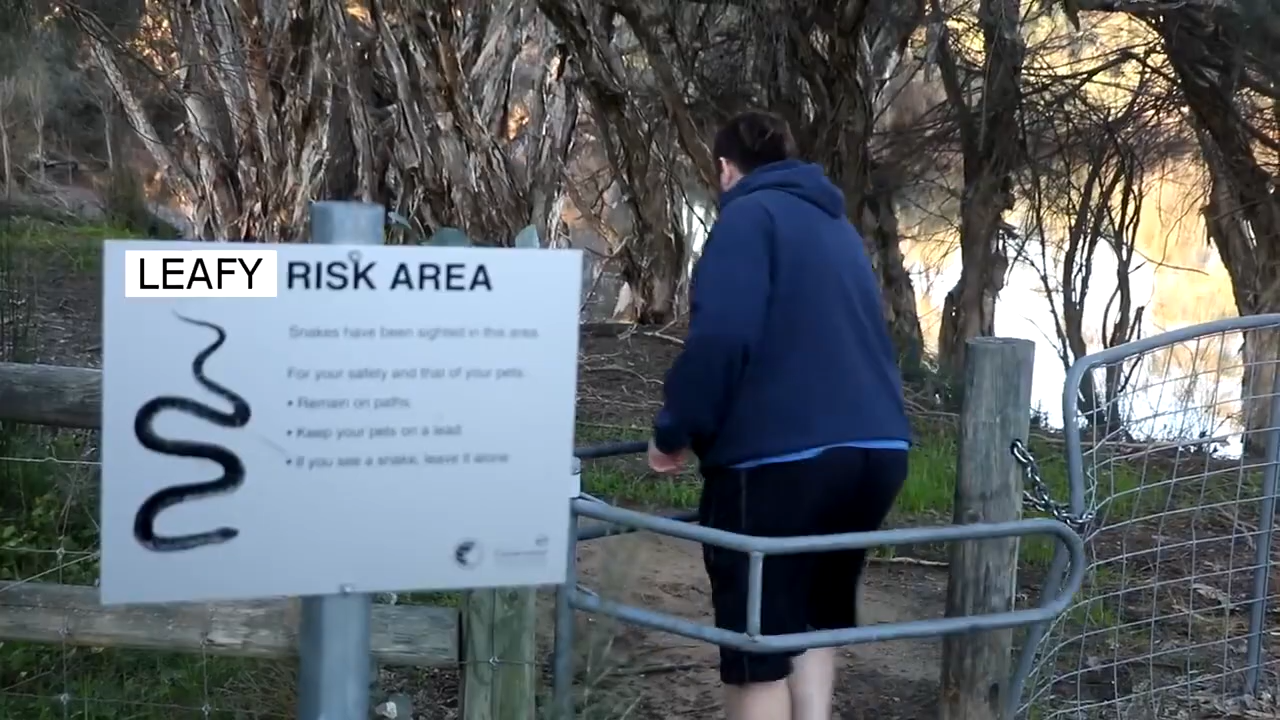 LEAFY RISK AREA
Snakes have been sighted in this area.
For your safety and that of your pets:
• Remain on paths
• Keep your pets on a lead
• If you see a snake, leave it alone